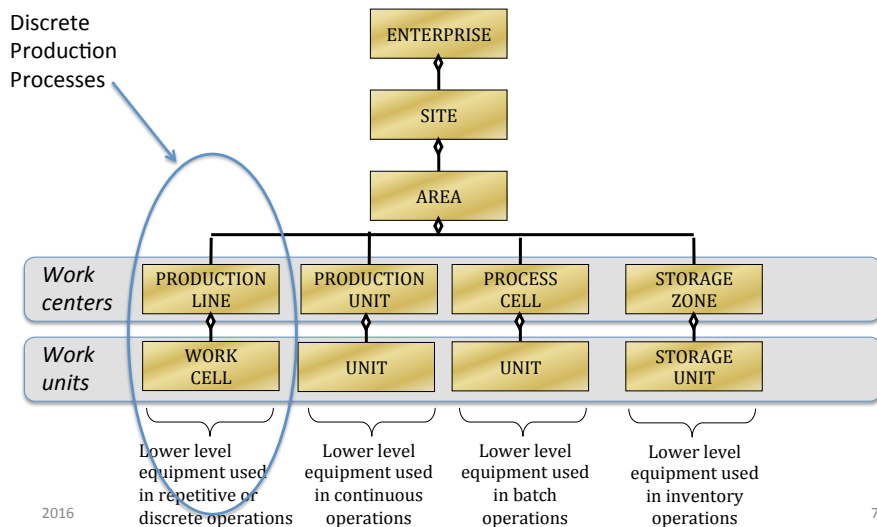 Discrete
Production
Processes
ENTERPRISE
SITE
AREA
Work
centers
PRODUCTION
LINE
PRODUCTION
UNIT
PROCESS
CELL
STORAGE
ZONE
Work
units
WORK
CELL
UNIT
UNIT
STORAGE
UNIT
Lower level
equipment used
in repetitive or
discrete operations
Lower level
equipment used
in continuous
operations
Lower level
equipment used
in batch
operations
Lower level
equipment used
in inventory
operations
2016
7